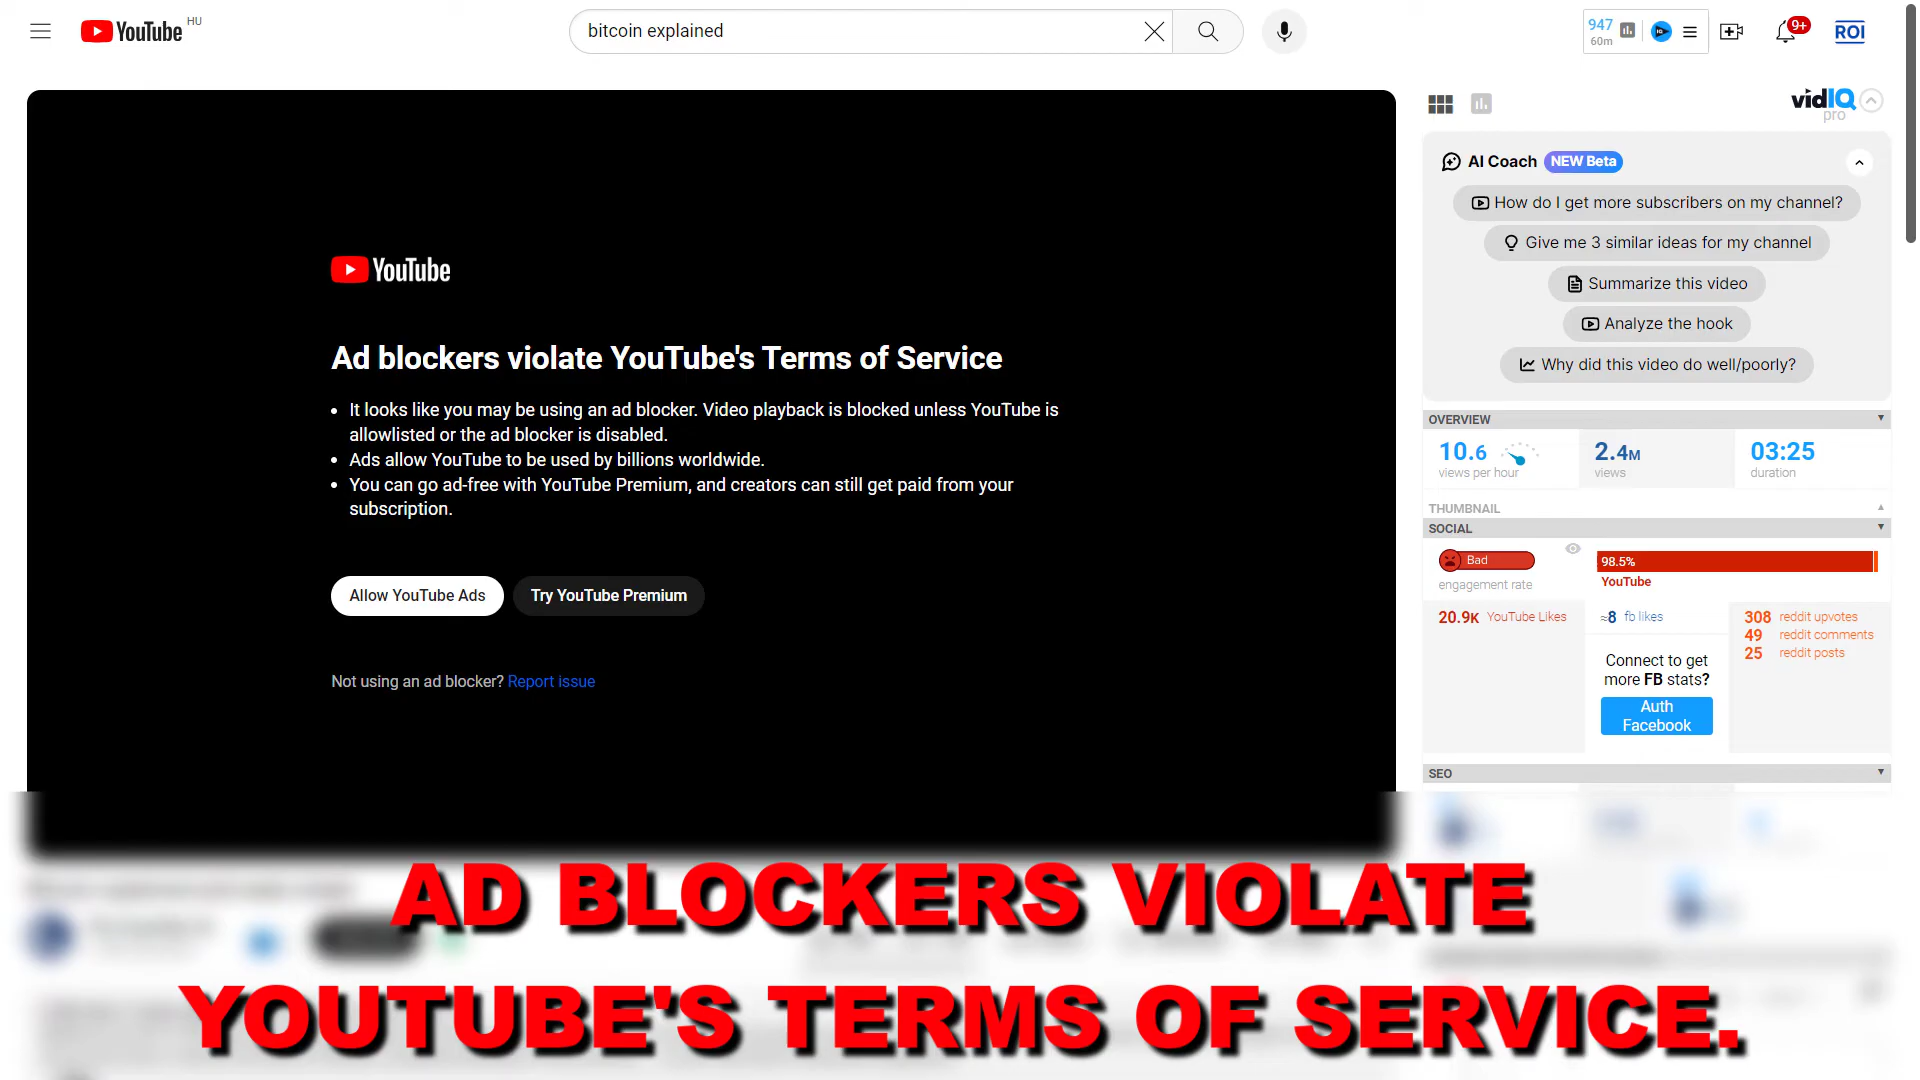 YouTube HU
bitcoin explained
947
60m
9+
ROI
vidIQ
pro
AI Coach NEW Beta
How do I get more subscribers on my channel?
Give me 3 similar ideas for my channel
Summarize this video
Analyze the hook
Why did this video do well/poorly?
YouTube
Ad blockers violate YouTube's Terms of Service
It looks like you may be using an ad blocker. Video playback is blocked unless YouTube is
allowlisted or the ad blocker is disabled.
Ads allow YouTube to be used by billions worldwide.
You can go ad-free with YouTube Premium, and creators can still get paid from your
subscription.
Allow YouTube Ads
Try YouTube Premium
Not using an ad blocker? Report issue
OVERVIEW
10.6 2.4M 03:25
views per hour views duration
THUMBNAIL
SOCIAL
Bad
engagement rate
98.5%
YouTube
20.9K YouTube Likes
≈8 fb likes
Connect to get
more FB stats?
Auth
Facebook
308 reddit upvotes
49 reddit comments
25 reddit posts
SEO
AD BLOCKERS VIOLATE
YOUTUBE'S TERMS OF SERVICE.